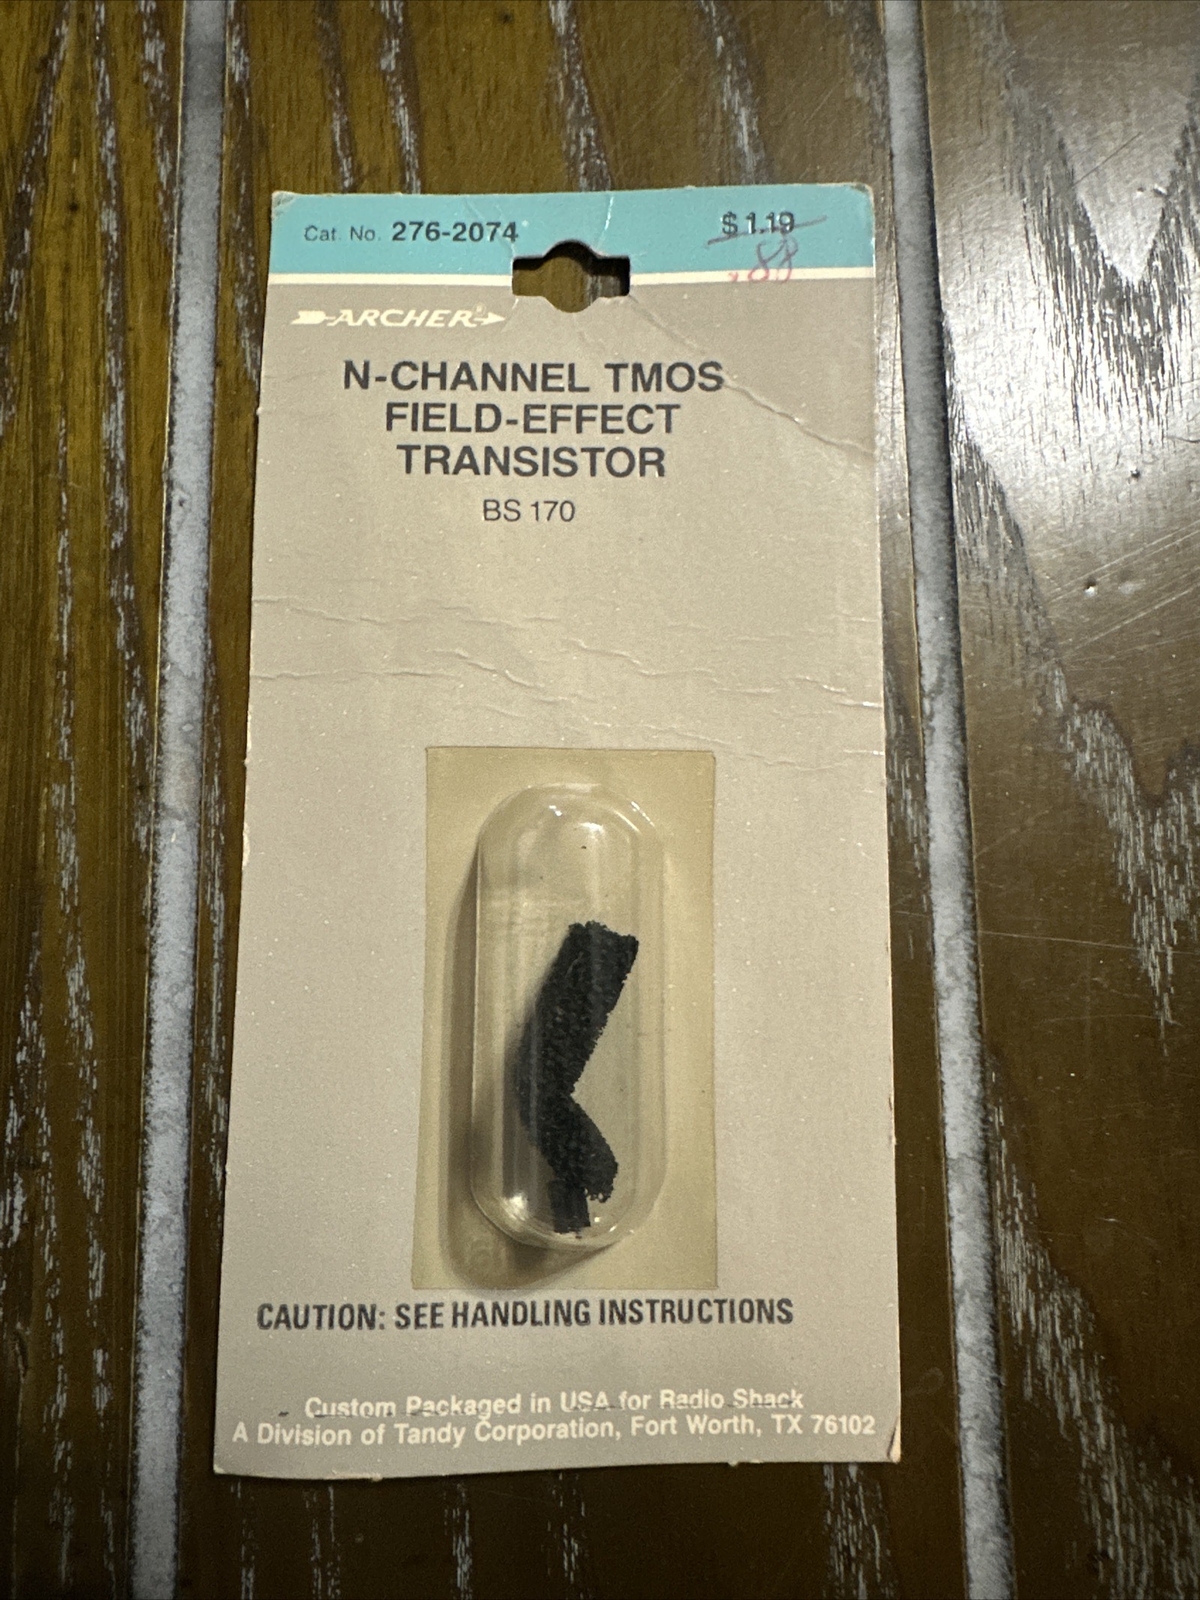 Cat. No. 276-2074
$1.19
.88
ARCHER®
N-CHANNEL TMOS
FIELD-EFFECT
TRANSISTOR
BS 170
CAUTION: SEE HANDLING INSTRUCTIONS
Custom Packaged in USA for Radio Shack
A Division of Tandy Corporation, Fort Worth, TX 76102